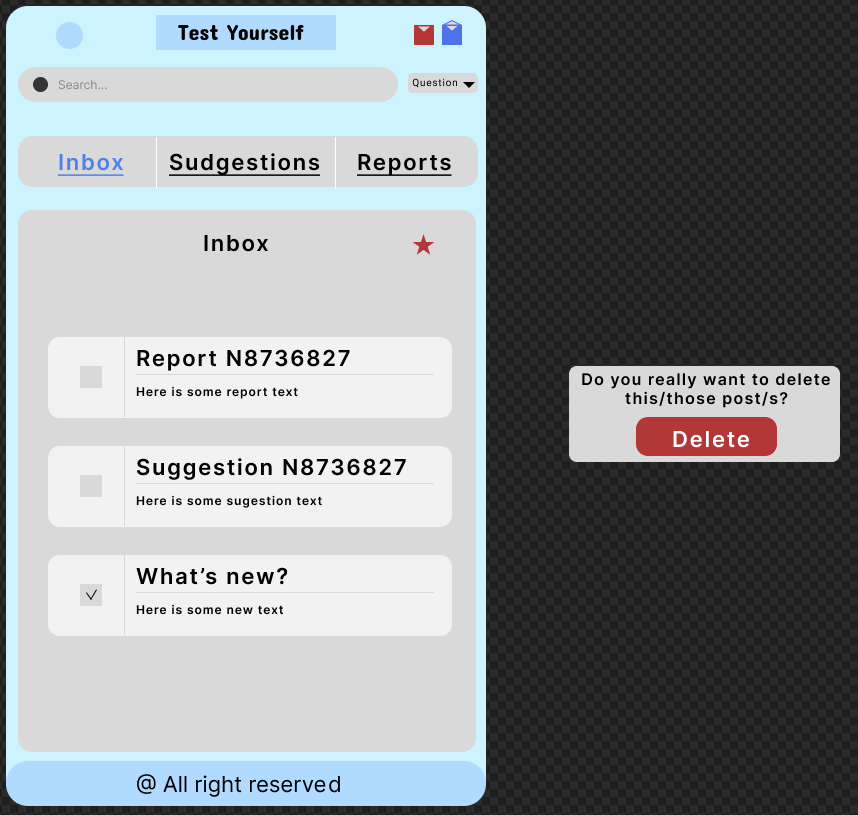 Test Yourself
Search...
Question
Inbox
Sudgestions
Reports
Inbox
Report N8736827
Here is some report text
Suggestion N8736827
Here is some sugestion text
What’s new?
Here is some new text
@ All right reserved
Do you really want to delete
this/those post/s?
Delete